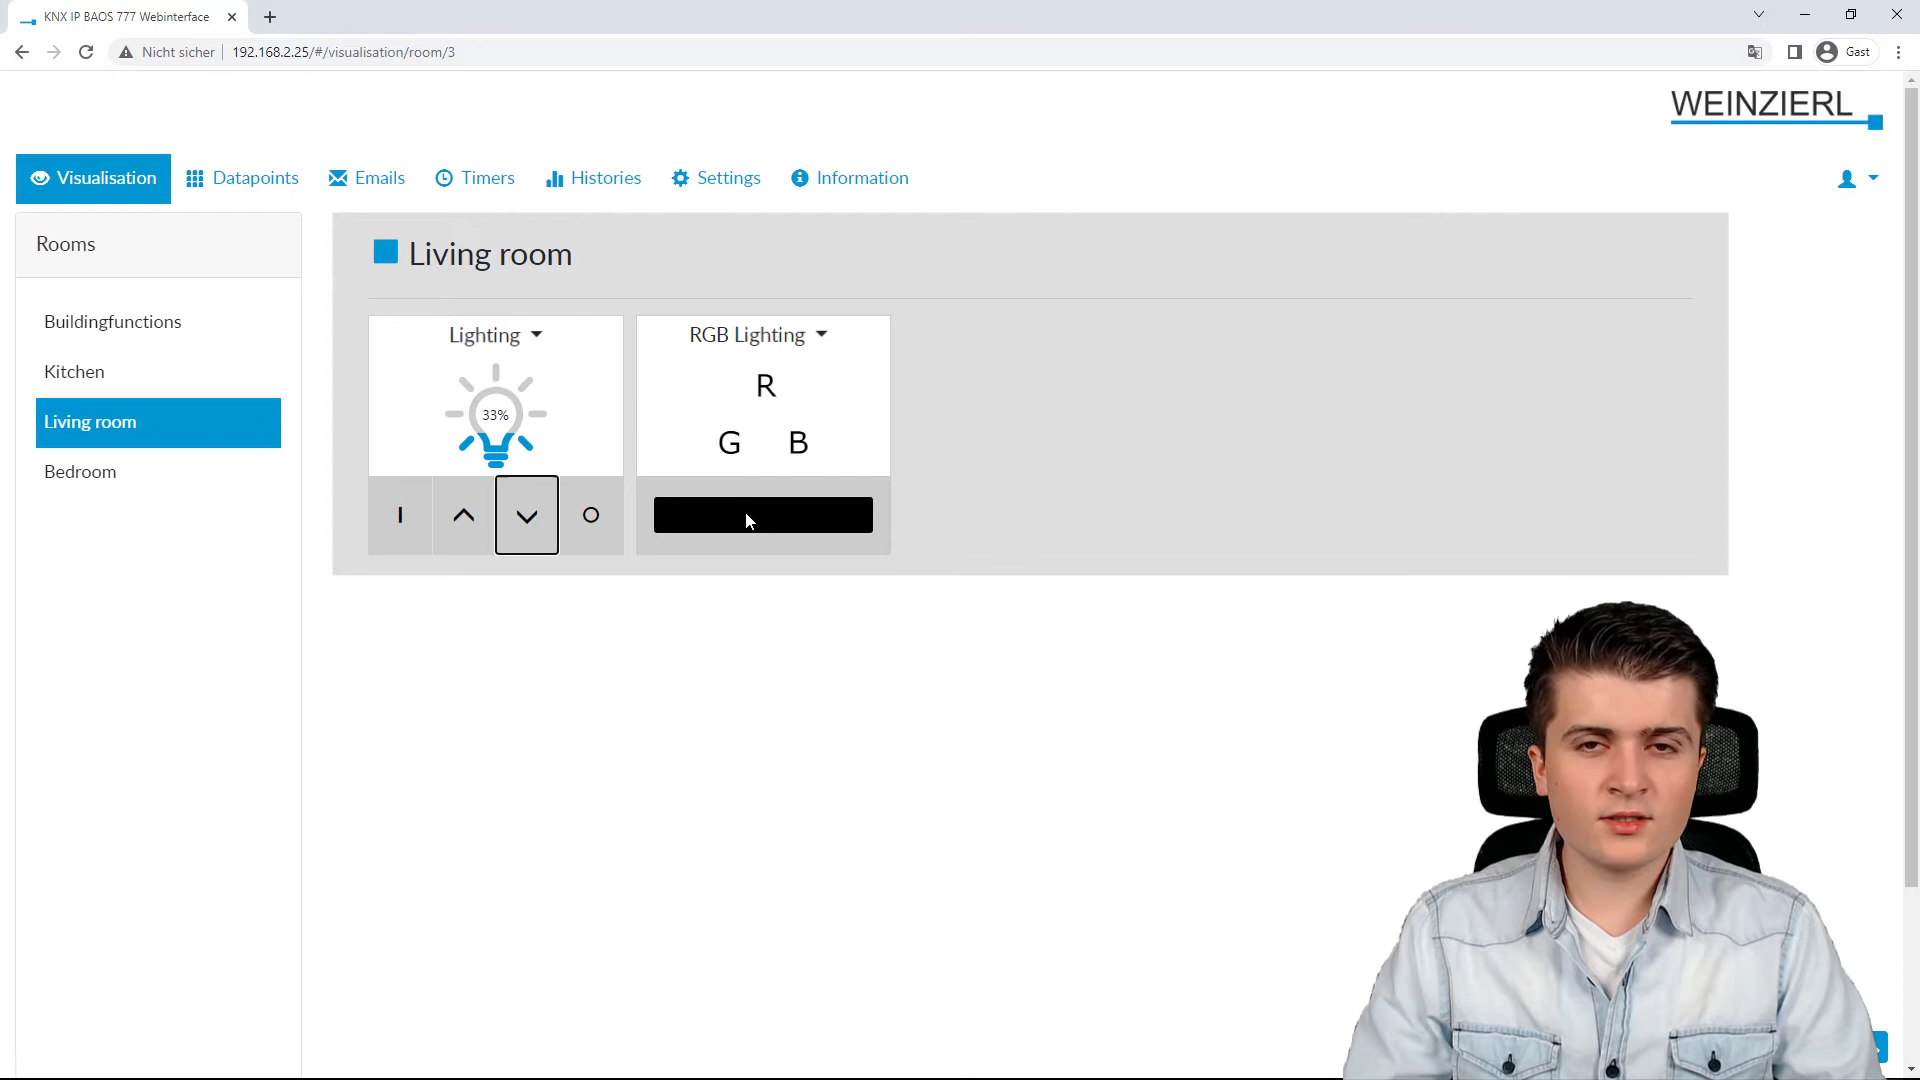 KNX IP BAOS 777 Webinterface
Nicht sicher 192.168.2.25/#/visualisation/room/3 Gast
WEINZIERL
Visualisation Datapoints Emails Timers Histories Settings Information
Rooms
Buildingfunctions
Kitchen
Living room
Bedroom
Living room
Lighting
33%
RGB Lighting
R
G B